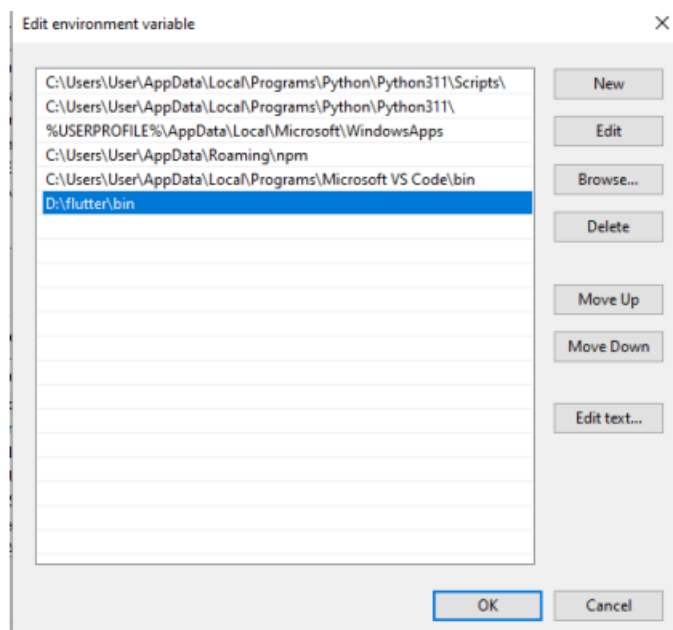 Edit environment variable
C:\Users\User\AppData\Local\Programs\Python\Python311\Scripts\
New
C:\Users\User\AppData\Local\Programs\Python\Python311\
%USERPROFILE%\AppData\Local\Microsoft\WindowsApps
Edit
C:\Users\User\AppData\Roaming\npm
C:\Users\User\AppData\Local\Programs\Microsoft VS Code\bin
Browse...
D:\flutter\bin
Delete
Move Up
Move Down
Edit text...
OK
Cancel